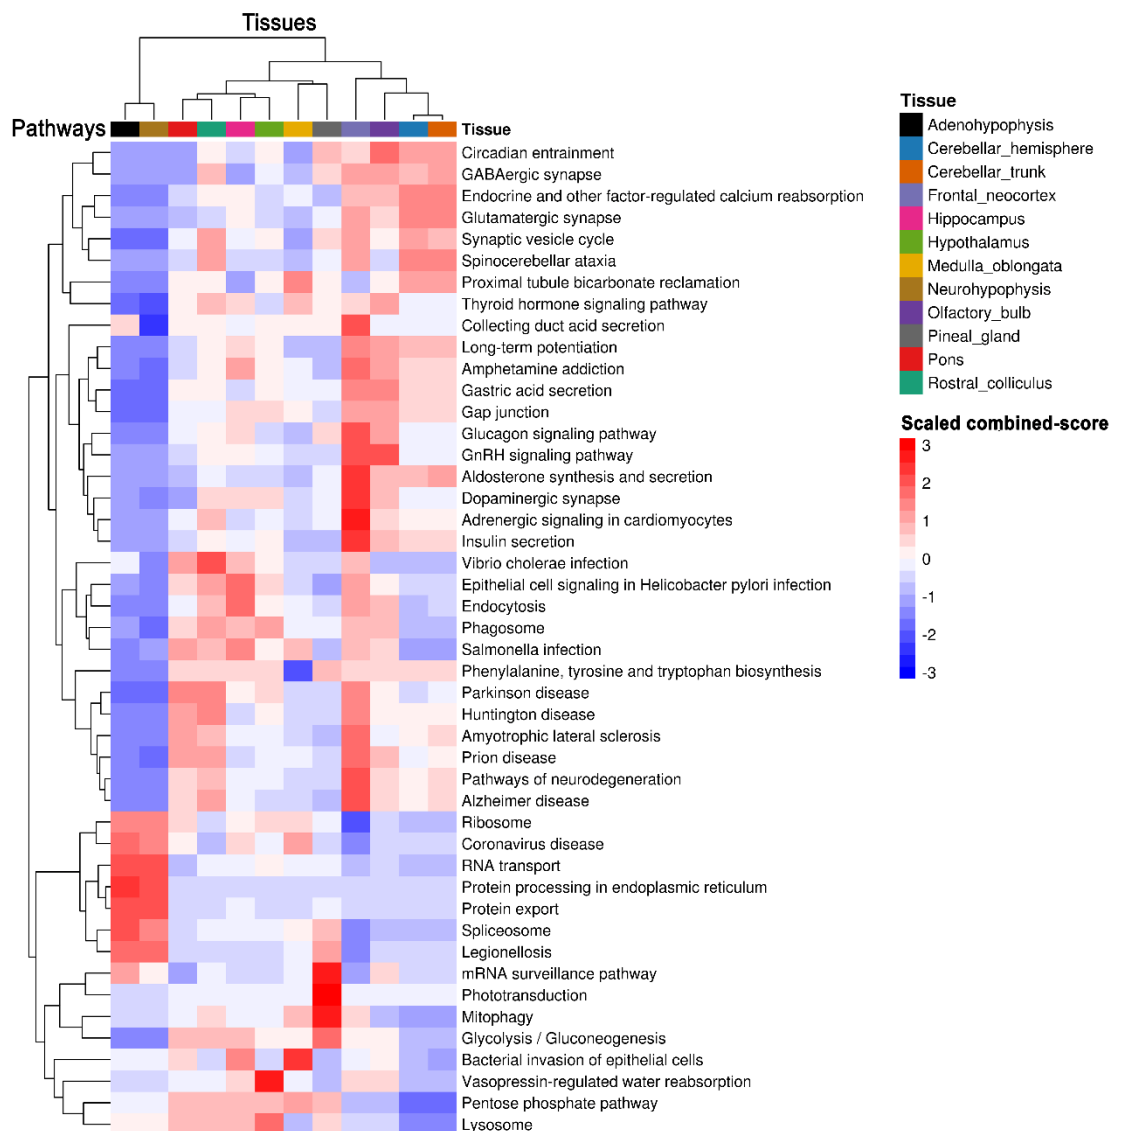 Tissues
Pathways
Tissue
Circadian entrainment
GABAergic synapse
Endocrine and other factor-regulated calcium reabsorption
Glutamatergic synapse
Synaptic vesicle cycle
Spinocerebellar ataxia
Proximal tubule bicarbonate reclamation
Thyroid hormone signaling pathway
Collecting duct acid secretion
Long-term potentiation
Amphetamine addiction
Gastric acid secretion
Gap junction
Glucagon signaling pathway
GnRH signaling pathway
Aldosterone synthesis and secretion
Dopaminergic synapse
Adrenergic signaling in cardiomyocytes
Insulin secretion
Vibrio cholerae infection
Epithelial cell signaling in Helicobacter pylori infection
Endocytosis
Phagosome
Salmonella infection
Phenylalanine, tyrosine and tryptophan biosynthesis
Parkinson disease
Huntington disease
Amyotrophic lateral sclerosis
Prion disease
Pathways of neurodegeneration
Alzheimer disease
Ribosome
Coronavirus disease
RNA transport
Protein processing in endoplasmic reticulum
Protein export
Spliceosome
Legionellosis
mRNA surveillance pathway
Phototransduction
Mitophagy
Glycolysis / Gluconeogenesis
Bacterial invasion of epithelial cells
Vasopressin-regulated water reabsorption
Pentose phosphate pathway
Lysosome
Tissue
Adenohypophysis
Cerebellar_hemisphere
Cerebellar_trunk
Frontal_neocortex
Hippocampus
Hypothalamus
Medulla_oblongata
Neurohypophysis
Olfactory_bulb
Pineal_gland
Pons
Rostral_colliculus
Scaled combined-score
3
2
1
0
-1
-2
-3